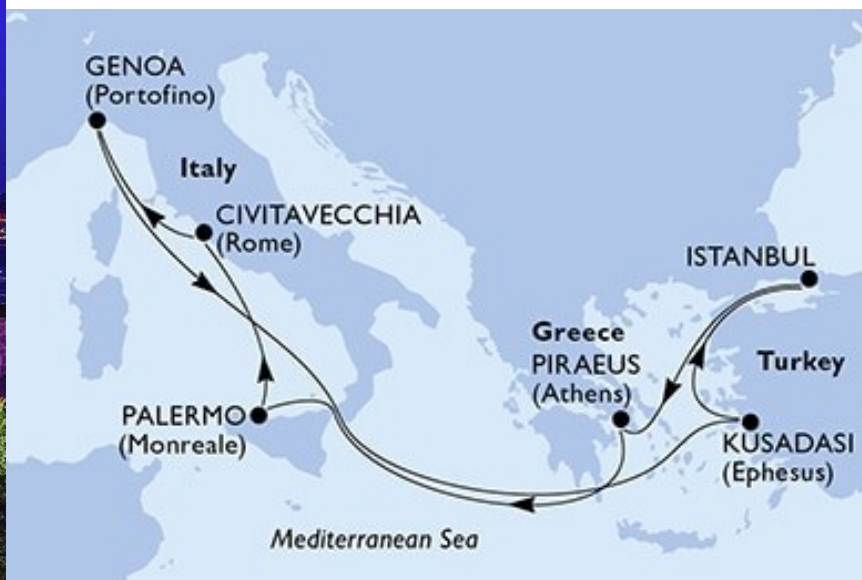 GENOA
(Portofino)
Italy
CIVITAVECCHIA
(Rome)
ISTANBUL
Greece
PIRAEUS
(Athens)
Turkey
PALERMO
(Monreale)
KUSADASI
(Ephesus)
Mediterranean Sea